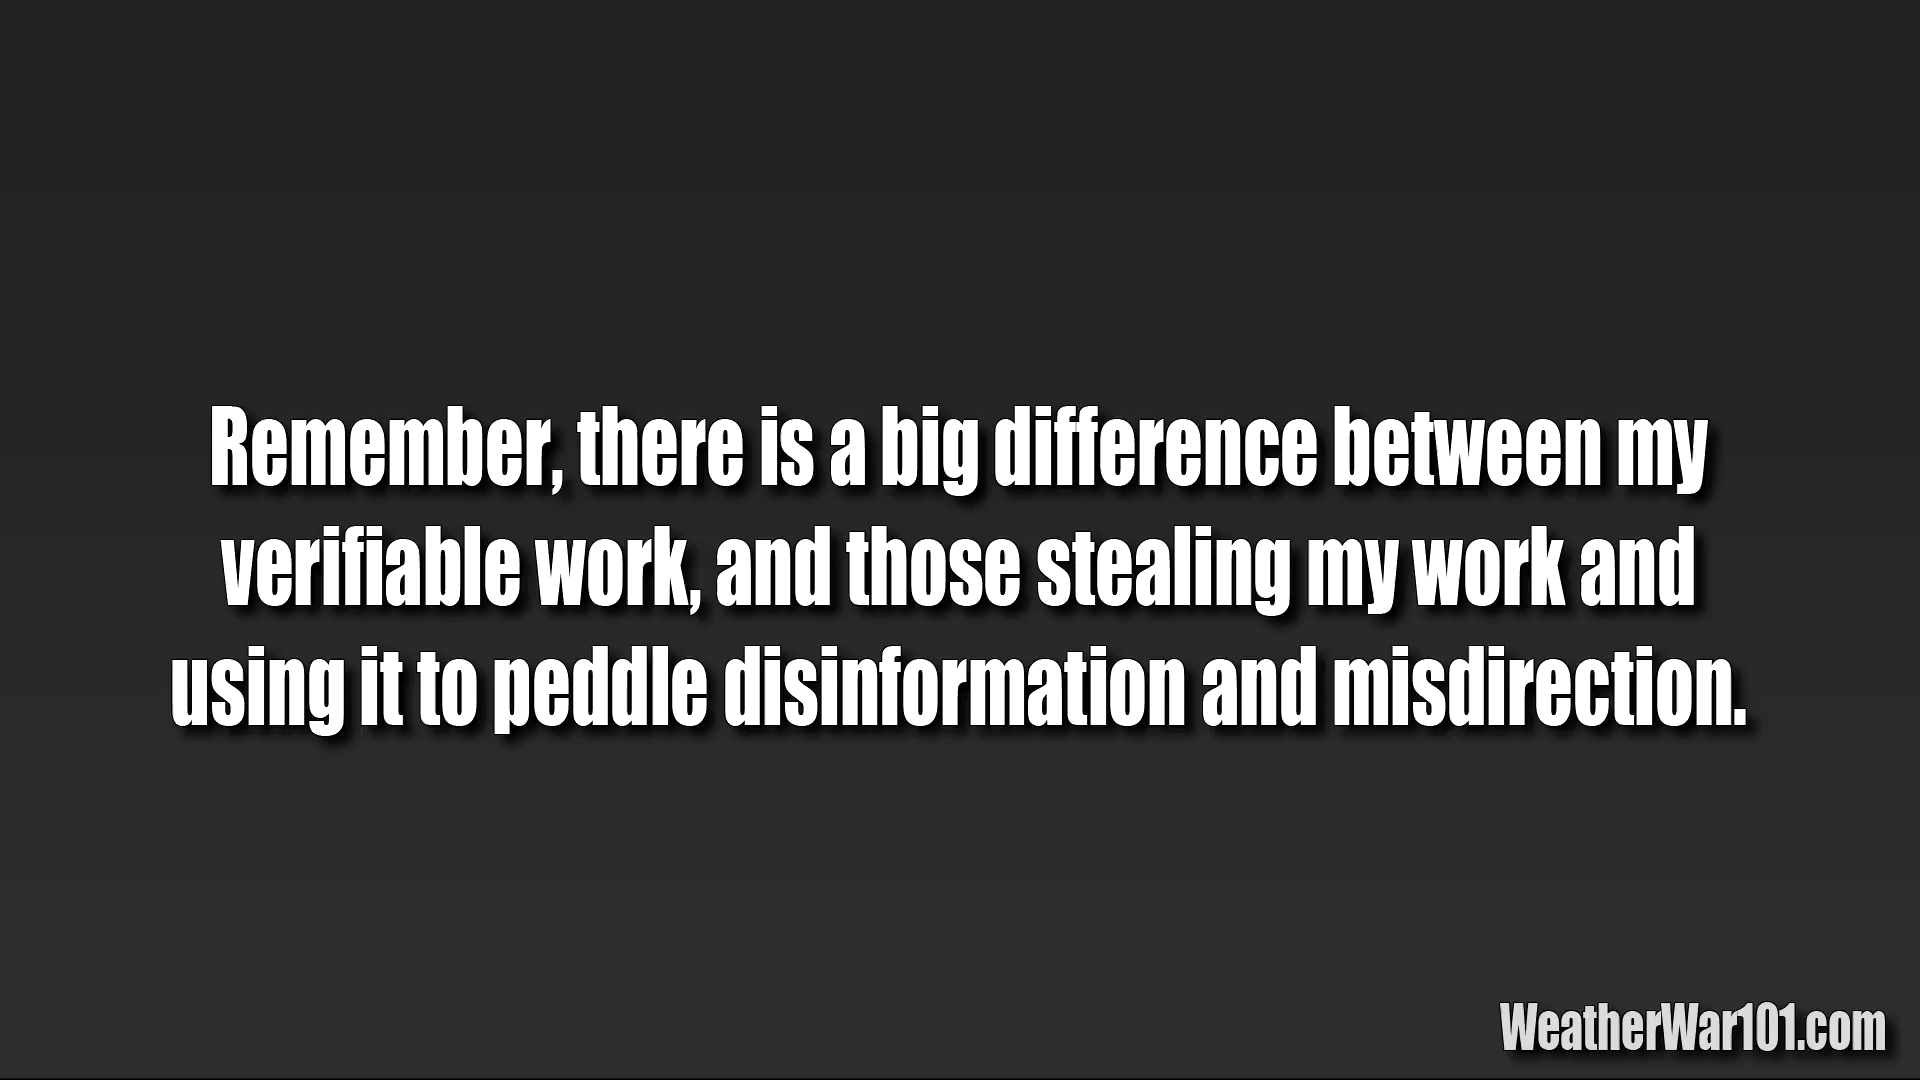 Remember, there is a big difference between my
verifiable work, and those stealing my work and
using it to peddle disinformation and misdirection.
WeatherWar101.com